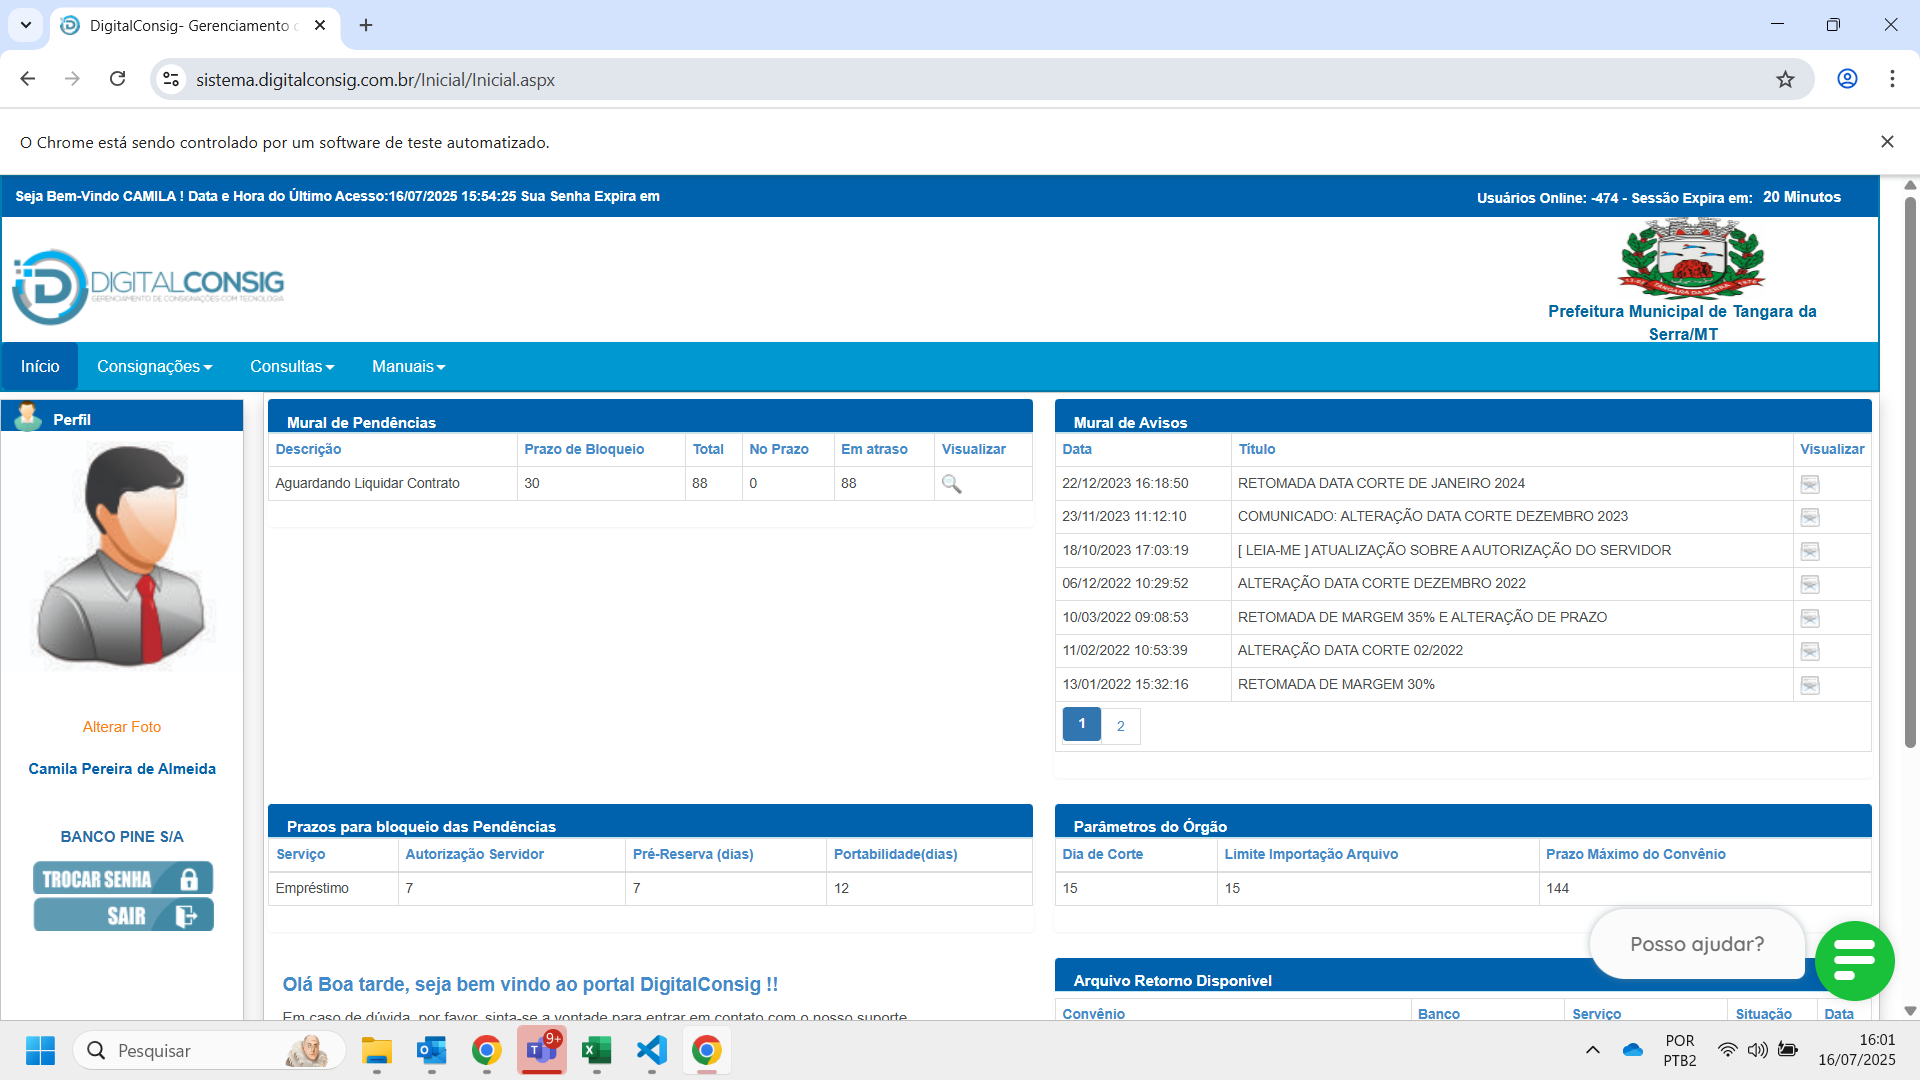 DigitalConsig- Gerenciamento
sistema.digitalconsig.com.br/Inicial/Inicial.aspx
O Chrome está sendo controlado por um software de teste automatizado.
Seja Bem-Vindo CAMILA ! Data e Hora do Último Acesso:16/07/2025 15:54:25 Sua Senha Expira em
Usuários Online: -474 - Sessão Expira em: 20 Minutos
DIGITALCONSIG
GERENCIAMENTO DE CONSIGNAÇÕES COM TECNOLOGIA
TANGARÁ DA SERRA
Prefeitura Municipal de Tangara da
Serra/MT
Início
Consignações
Consultas
Manuais
Perfil
Alterar Foto
Camila Pereira de Almeida
BANCO PINE S/A
TROCAR SENHA
SAIR
Mural de Pendências
Descrição Prazo de Bloqueio Total No Prazo Em atraso Visualizar
Aguardando Liquidar Contrato 30 88 0 88
Mural de Avisos
Data Título Visualizar
22/12/2023 16:18:50 RETOMADA DATA CORTE DE JANEIRO 2024
23/11/2023 11:12:10 COMUNICADO: ALTERAÇÃO DATA CORTE DEZEMBRO 2023
18/10/2023 17:03:19 [ LEIA-ME ] ATUALIZAÇÃO SOBRE A AUTORIZAÇÃO DO SERVIDOR
06/12/2022 10:29:52 ALTERAÇÃO DATA CORTE DEZEMBRO 2022
10/03/2022 09:08:53 RETOMADA DE MARGEM 35% E ALTERAÇÃO DE PRAZO
11/02/2022 10:53:39 ALTERAÇÃO DATA CORTE 02/2022
13/01/2022 15:32:16 RETOMADA DE MARGEM 30%
1 2
Prazos para bloqueio das Pendências
Serviço Autorização Servidor Pré-Reserva (dias) Portabilidade(dias)
Empréstimo 7 7 12
Parâmetros do Órgão
Dia de Corte Limite Importação Arquivo Prazo Máximo do Convênio
15 15 144
Posso ajudar?
Olá Boa tarde, seja bem vindo ao portal DigitalConsig !!
Em caso de dúvida, por favor, sinta-se a vontade para entrar em contato com o nosso suporte
Arquivo Retorno Disponível
Convênio Banco Serviço Situação Data
Pesquisar
9+
POR
PTB2
16:01
16/07/2025